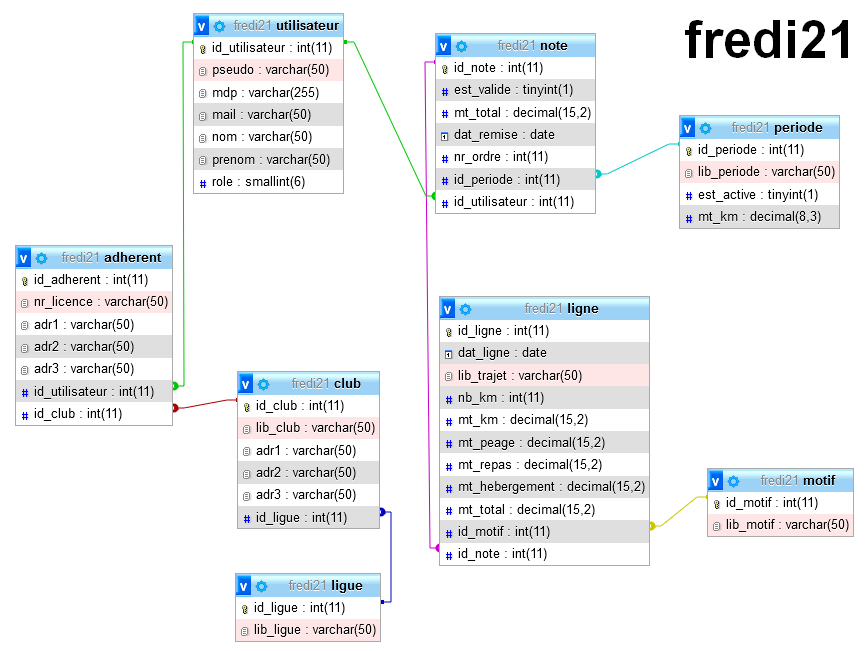 fredi21
v fredi21 utilisateur
id_utilisateur : int(11)
pseudo : varchar(50)
mdp : varchar(255)
mail : varchar(50)
nom : varchar(50)
prenom : varchar(50)
# role : smallint(6)
v fredi21 note
id_note : int(11)
# est_valide : tinyint(1)
# mt_total : decimal(15,2)
dat_remise : date
# nr_ordre : int(11)
# id_periode : int(11)
# id_utilisateur : int(11)
v fredi21 periode
id_periode : int(11)
lib_periode : varchar(50)
# est_active : tinyint(1)
# mt_km : decimal(8,3)
v fredi21 adherent
id_adherent : int(11)
nr_licence : varchar(50)
adr1 : varchar(50)
adr2 : varchar(50)
adr3 : varchar(50)
# id_utilisateur : int(11)
# id_club : int(11)
v fredi21 club
id_club : int(11)
lib_club : varchar(50)
adr1 : varchar(50)
adr2 : varchar(50)
adr3 : varchar(50)
# id_ligue : int(11)
v fredi21 ligne
id_ligne : int(11)
dat_ligne : date
lib_trajet : varchar(50)
# nb_km : int(11)
# mt_km : decimal(15,2)
# mt_peage : decimal(15,2)
# mt_repas : decimal(15,2)
# mt_hebergement : decimal(15,2)
# mt_total : decimal(15,2)
# id_motif : int(11)
# id_note : int(11)
v fredi21 motif
id_motif : int(11)
lib_motif : varchar(50)
v fredi21 ligue
id_ligue : int(11)
lib_ligue : varchar(50)